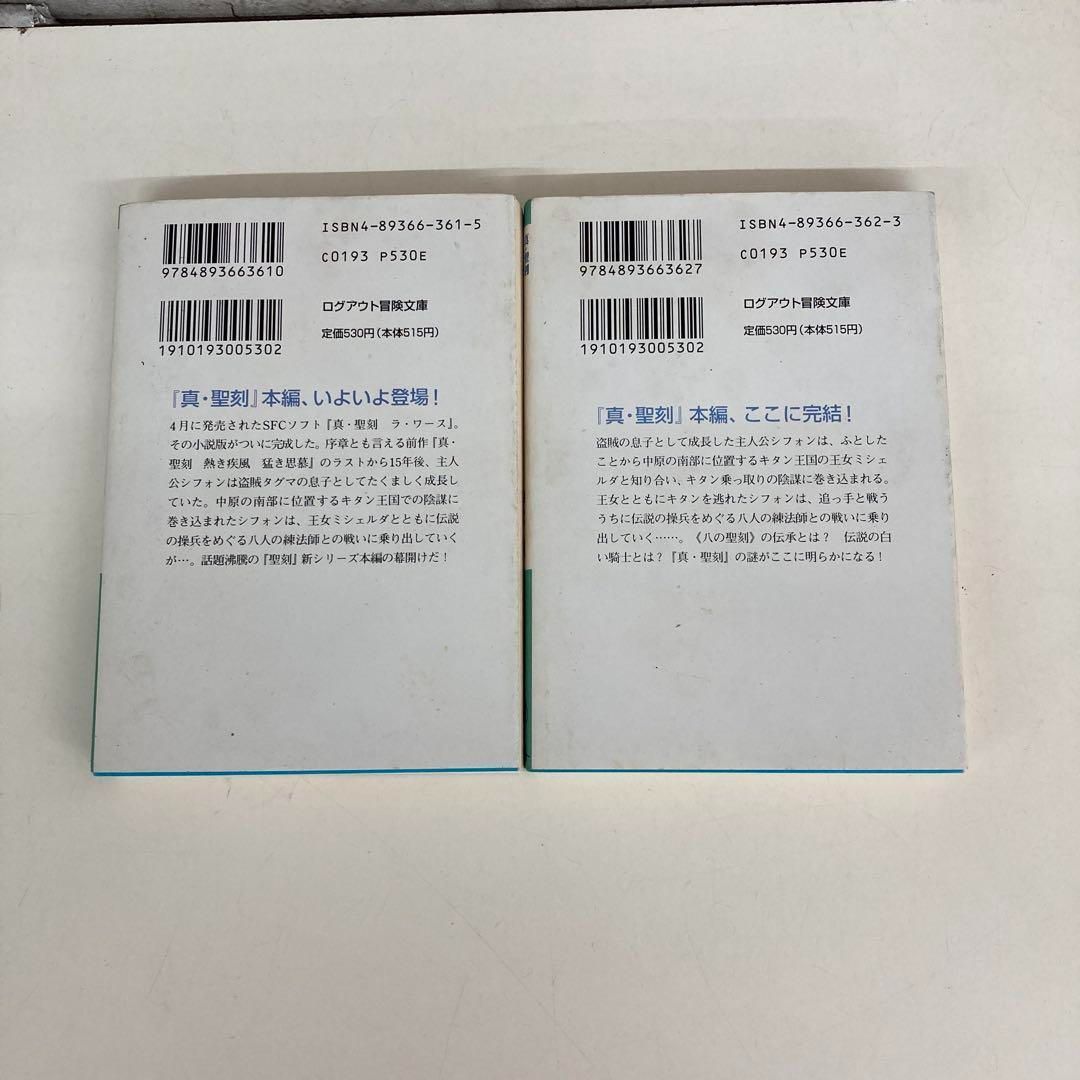 ISBN4-89366-361-5
C0193 P530E
9784893663610
ログアウト冒険文庫
定価530円(本体515円)
1910193005302
『真・聖刻』本編、いよいよ登場!
4月に発売されたSFCソフト『真・聖刻 ラ・ワース』。
その小説版がついに完成した。序章とも言える前作『真・
聖刻 熱き疾風 猛き思慕』のラストから15年後、主人
公シフォンは盗賊タグマの息子としてたくましく成長し
ていた。中原の南部に位置するキタン王国での陰謀に
巻き込まれたシフォンは、王女ミシェルダとともに伝説
の操兵をめぐる八人の練法師との戦いに乗り出していく
が…。話題沸騰の『聖刻』新シリーズ本編の幕開けだ!
真・聖刻
ISBN4-89366-362-3
C0193 P530E
9784893663627
ログアウト冒険文庫
定価530円(本体515円)
1910193005302
『真・聖刻』本編、ここに完結!
盗賊の息子として成長した主人公シフォンは、ふとした
ことから中原の南部に位置するキタン王国の王女ミシェ
ルダと知り合い、キタン乗っ取りの陰謀に巻き込まれる。
王女とともにキタンを逃れたシフォンは、追っ手と戦う
うちに伝説の操兵をめぐる八人の練法師との戦いに乗り
出していく……。《八の聖刻》の伝承とは? 伝説の白
い騎士とは?『真・聖刻』の謎がここに明らかになる!